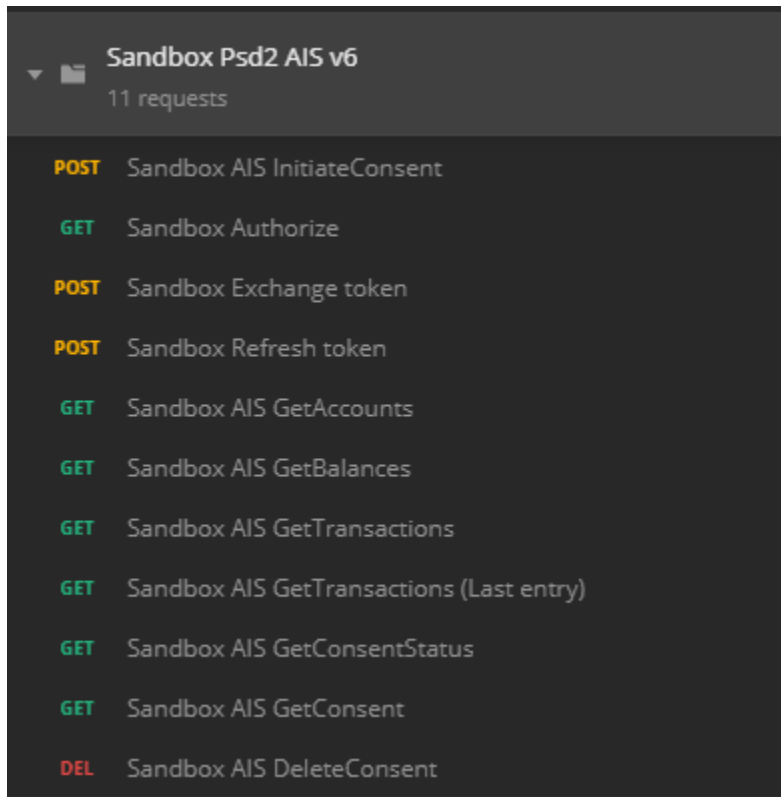 Sandbox Psd2 AIS v6
11 requests
POST Sandbox AIS InitiateConsent
GET Sandbox Authorize
POST Sandbox Exchange token
POST Sandbox Refresh token
GET Sandbox AIS GetAccounts
GET Sandbox AIS GetBalances
GET Sandbox AIS GetTransactions
GET Sandbox AIS GetTransactions (Last entry)
GET Sandbox AIS GetConsentStatus
GET Sandbox AIS GetConsent
DEL Sandbox AIS DeleteConsent